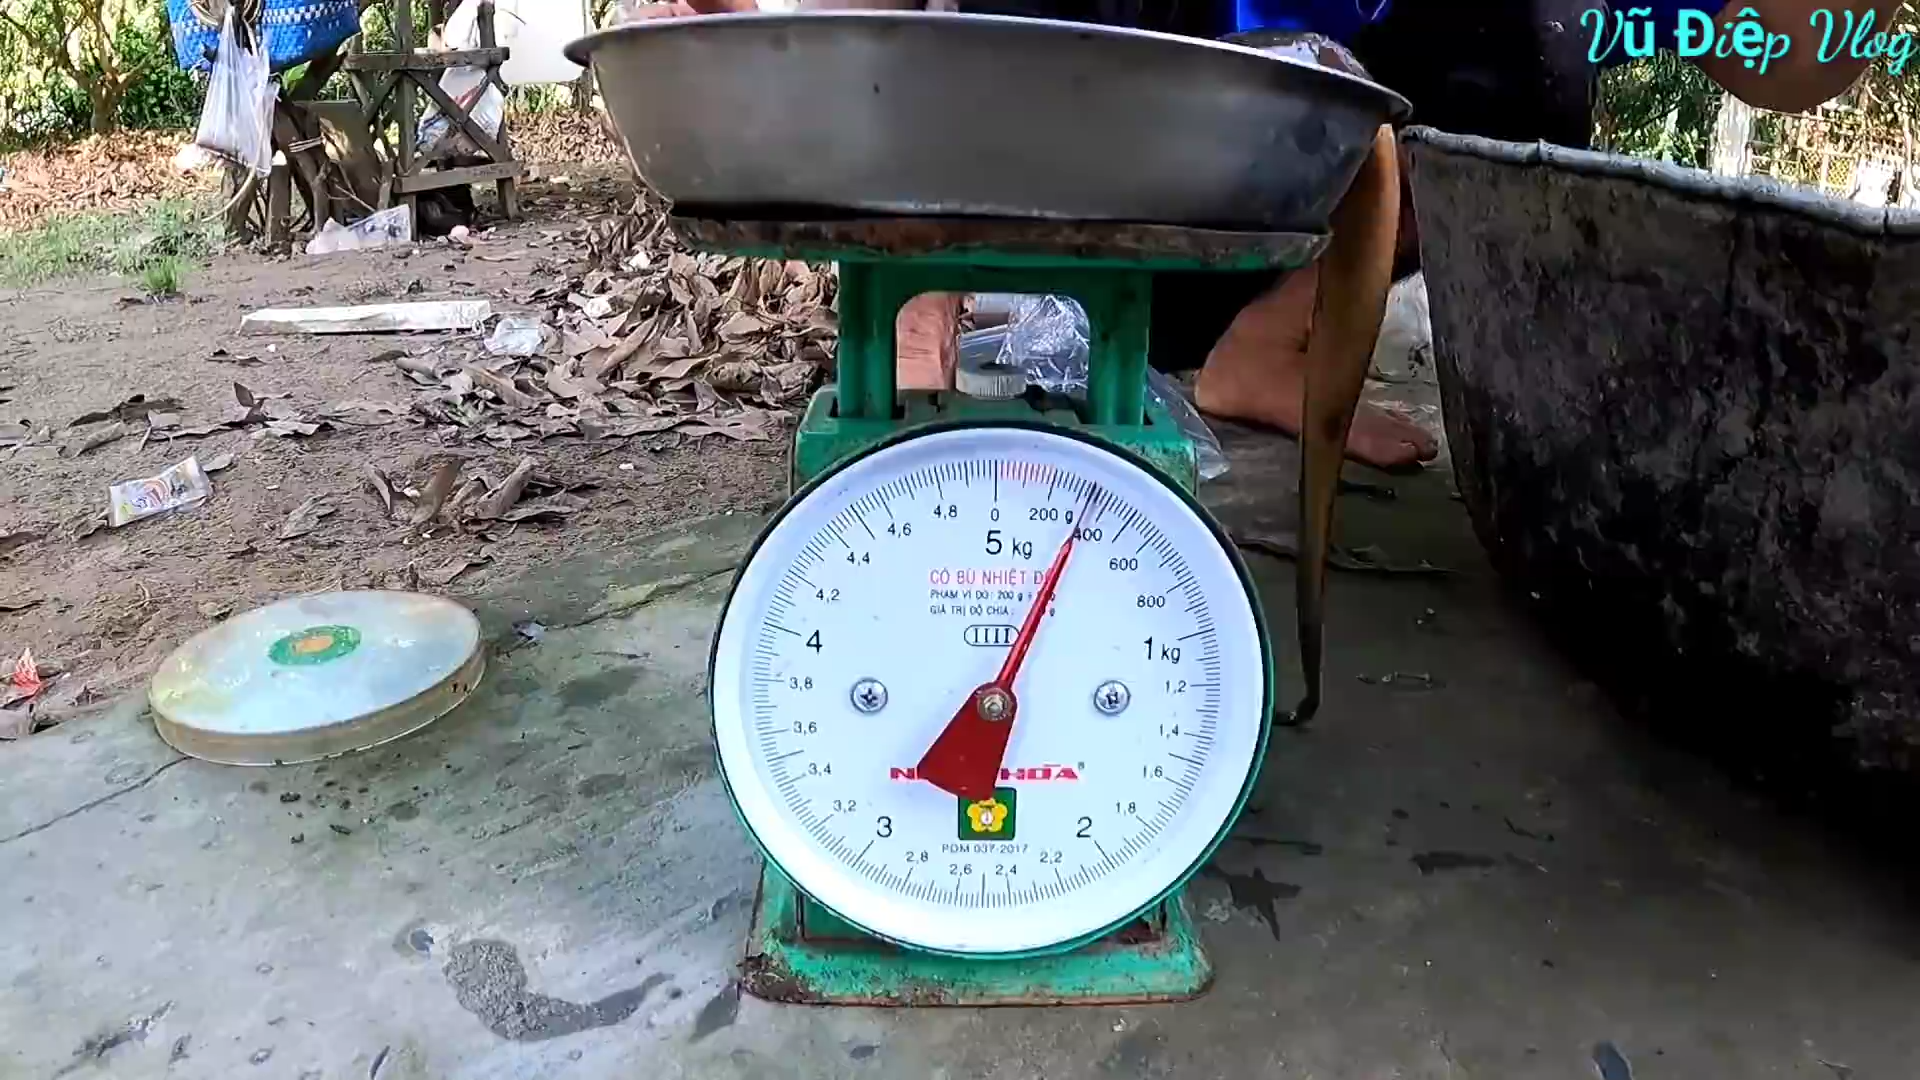 Vũ Điệp Vlog
0
200 g
400
600
800
1 kg
1,2
1,4
1,6
1,8
2
2,2
2,4
2,6
2,8
3
3,2
3,4
3,6
3,8
4
4,2
4,4
4,6
4,8
5 kg
CÓ BÙ NHIỆT
PHẠM VI ĐO: 200 g
GIÁ TRỊ ĐỘ CHIA:
PDM 037-2017